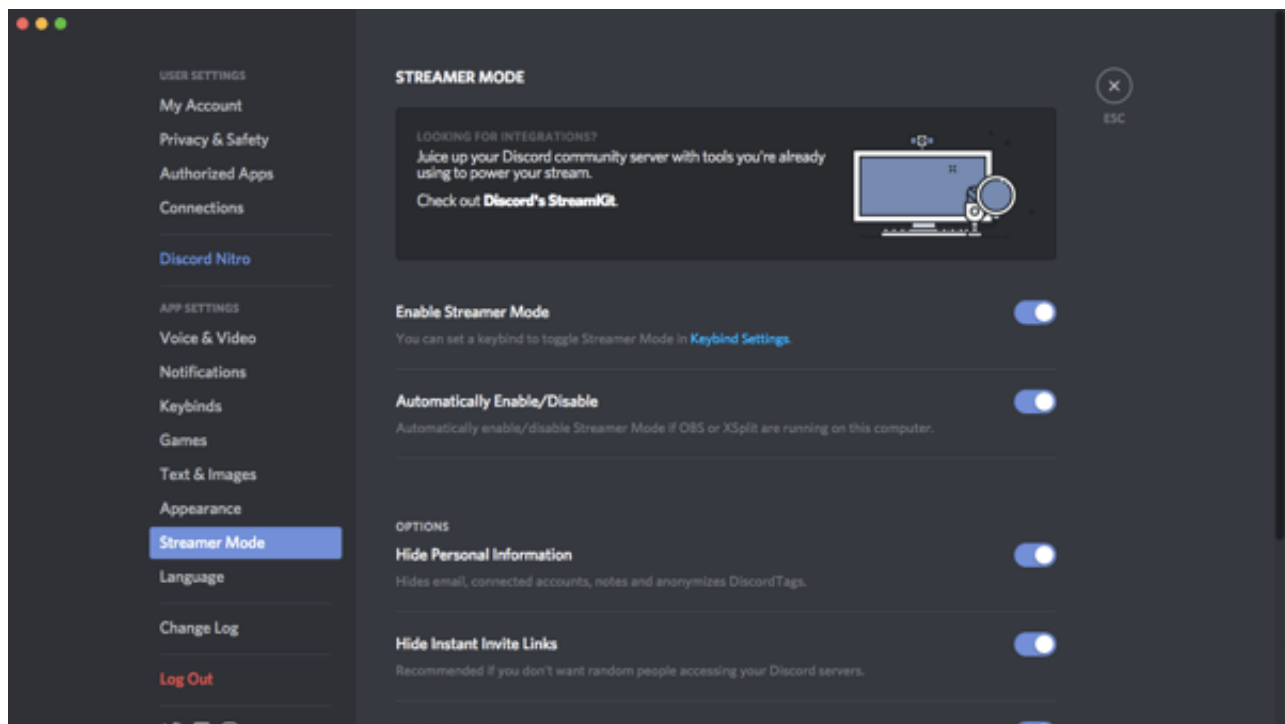 USER SETTINGS
My Account
Privacy & Safety
Authorized Apps
Connections
Discord Nitro
APP SETTINGS
Voice & Video
Notifications
Keybinds
Games
Text & Images
Appearance
Streamer Mode
Language
Change Log
Log Out
STREAMER MODE
ESC
LOOKING FOR INTEGRATIONS?
Juice up your Discord community server with tools you're already
using to power your stream.
Check out Discord's StreamKit.
Enable Streamer Mode
You can set a keybind to toggle Streamer Mode in Keybind Settings.
Automatically Enable/Disable
Automatically enable/disable Streamer Mode if OBS or XSplit are running on this computer.
OPTIONS
Hide Personal Information
Hides email, connected accounts, notes and anonymizes DiscordTags.
Hide Instant Invite Links
Recommended if you don't want random people accessing your Discord servers.